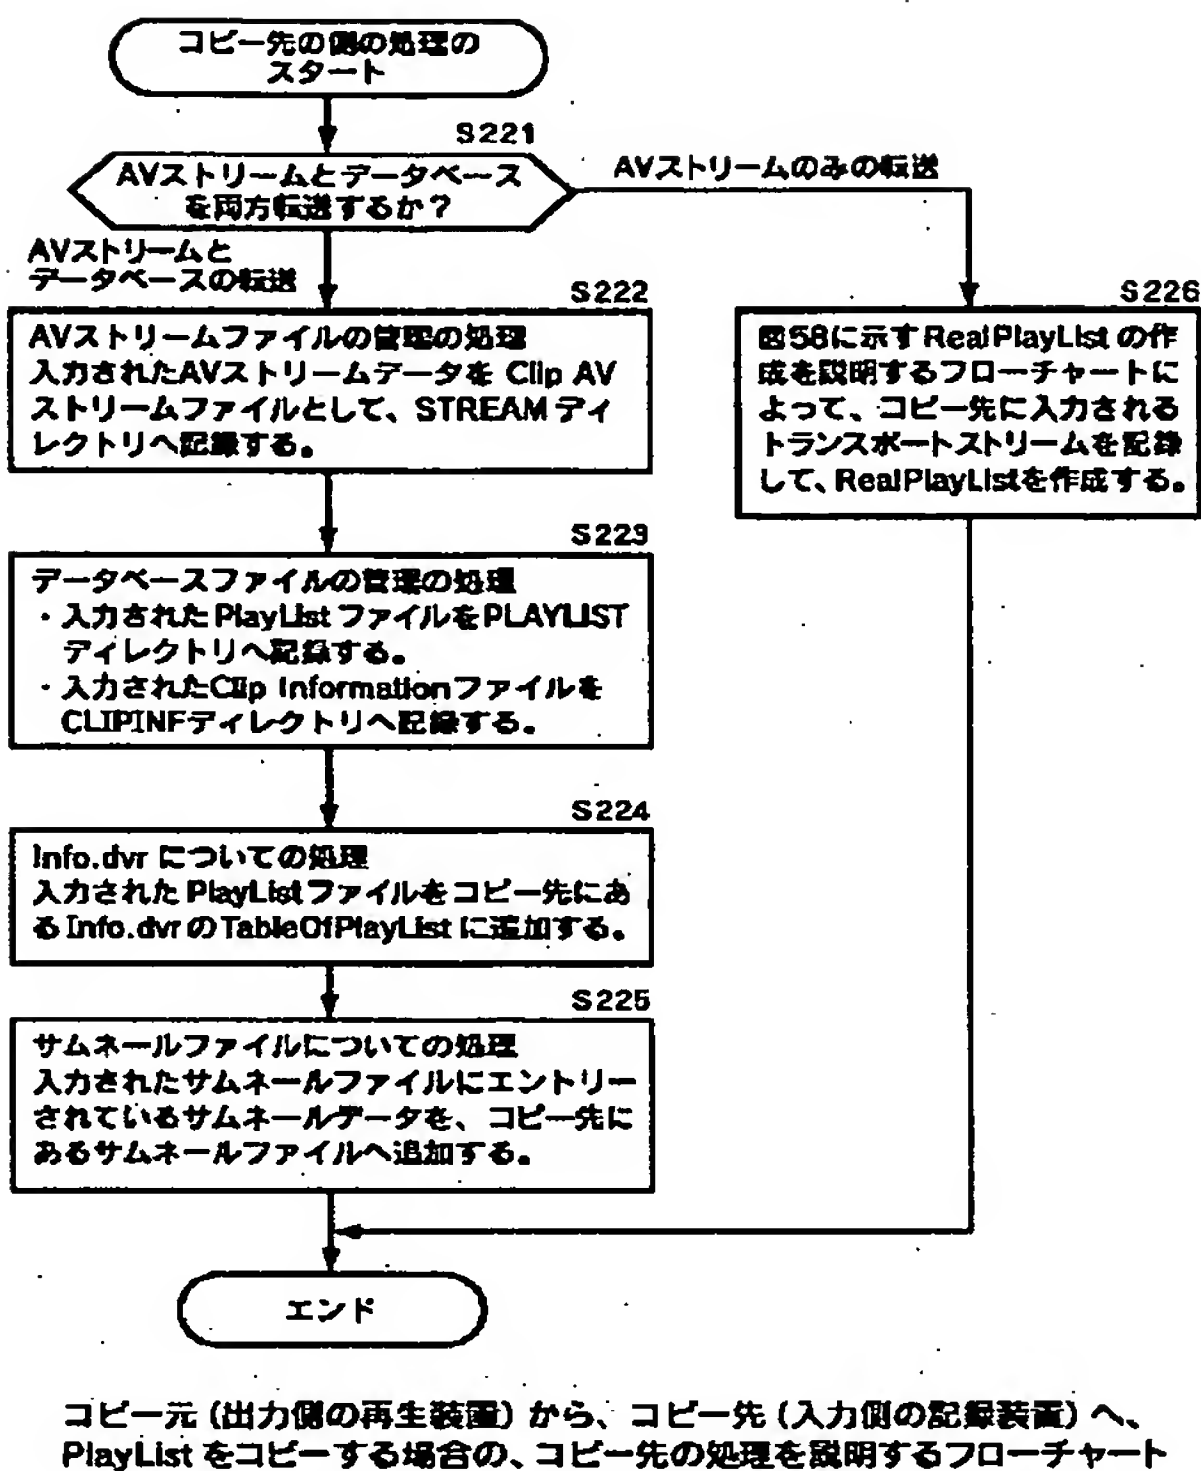 コピー先の側の処理の
スタート
S221
AVストリームとデータベース
を両方転送するか？
AVストリームのみの転送
AVストリームと
データベースの転送
S222
AVストリームファイルの管理の処理
入力されたAVストリームデータを Clip AV
ストリームファイルとして、STREAM ディ
レクトリへ記録する。
S226
図58に示す RealPlayList の作
成を説明するフローチャートに
よって、コピー先に入力される
トランスポートストリームを記録
して、RealPlayListを作成する。
S223
データベースファイルの管理の処理
・入力された PlayList ファイルを PLAYLIST
ディレクトリへ記録する。
・入力されたClip Informationファイルを
CLIPINFディレクトリへ記録する。
S224
Info.dvr についての処理
入力された PlayList ファイルをコピー先にあ
る Info.dvr の TableOfPlayList に追加する。
S225
サムネールファイルについての処理
入力されたサムネールファイルにエントリー
されているサムネールデータを、コピー先に
あるサムネールファイルへ追加する。
エンド
コピー元 (出力側の再生装置) から、コピー先 (入力側の記録装置) へ、
PlayList をコピーする場合の、コピー先の処理を説明するフローチャート